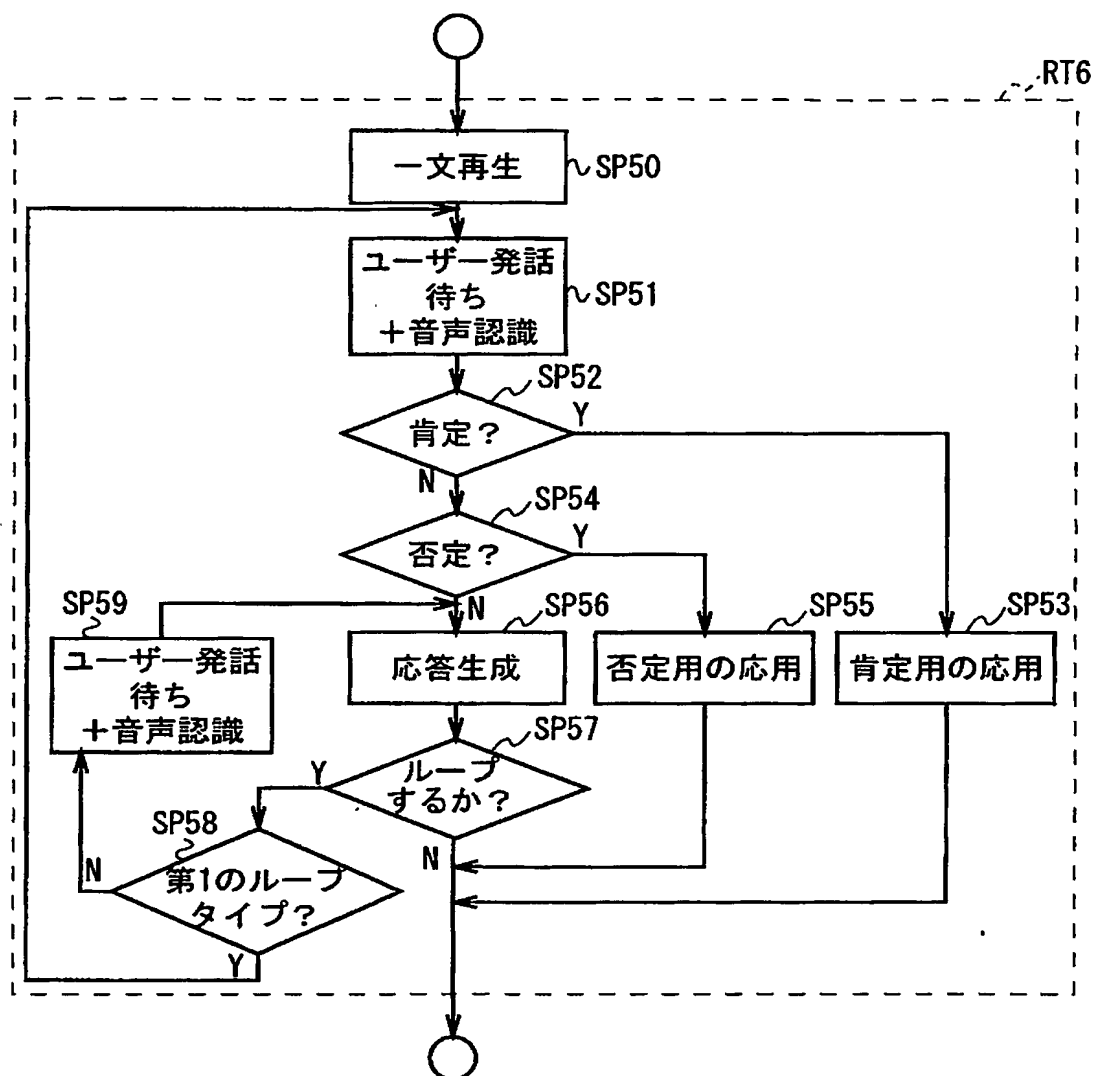 RT6
一文再生
SP50
ユーザー発話
待ち
+音声認識
SP51
SP52
肯定?
Y
N
SP54
否定?
Y
N
SP59
ユーザー発話
待ち
+音声認識
SP56
応答生成
SP55
否定用の応用
SP53
肯定用の応用
SP57
ループ
するか?
Y
N
SP58
第1のループ
タイプ?
N
Y